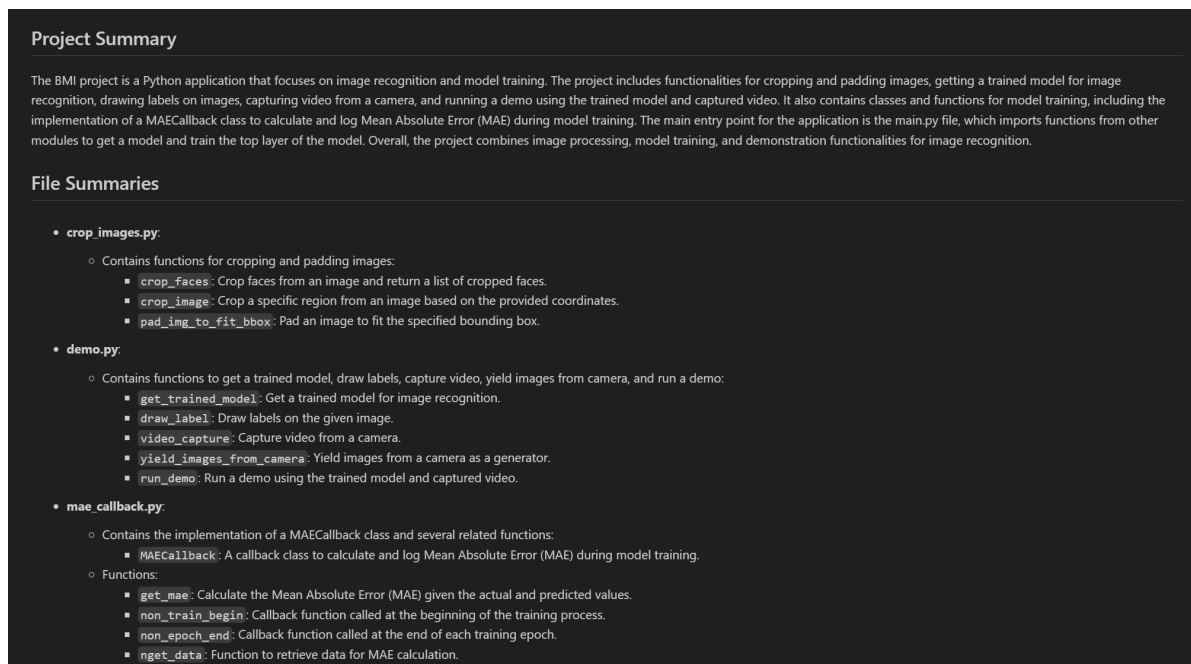 Project Summary
The BMI project is a Python application that focuses on image recognition and model training. The project includes functionalities for cropping and padding images, getting a trained model for image
recognition, drawing labels on images, capturing video from a camera, and running a demo using the trained model and captured video. It also contains classes and functions for model training, including the
implementation of a MAECallback class to calculate and log Mean Absolute Error (MAE) during model training. The main entry point for the application is the main.py file, which imports functions from other
modules to get a model and train the top layer of the model. Overall, the project combines image processing, model training, and demonstration functionalities for image recognition.
File Summaries
• crop_images.py:
○ Contains functions for cropping and padding images:
▪ crop_faces: Crop faces from an image and return a list of cropped faces.
▪ crop_image: Crop a specific region from an image based on the provided coordinates.
▪ pad_img_to_fit_bbox: Pad an image to fit the specified bounding box.
• demo.py:
○ Contains functions to get a trained model, draw labels, capture video, yield images from camera, and run a demo:
▪ get_trained_model: Get a trained model for image recognition.
▪ draw_label: Draw labels on the given image.
▪ video_capture: Capture video from a camera.
▪ yield_images_from_camera: Yield images from a camera as a generator.
▪ run_demo: Run a demo using the trained model and captured video.
• mae_callback.py:
○ Contains the implementation of a MAECallback class and several related functions:
▪ MAECallback: A callback class to calculate and log Mean Absolute Error (MAE) during model training.
○ Functions:
▪ get_mae: Calculate the Mean Absolute Error (MAE) given the actual and predicted values.
▪ non_train_begin: Callback function called at the beginning of the training process.
▪ non_epoch_end: Callback function called at the end of each training epoch.
▪ nget_data: Function to retrieve data for MAE calculation.